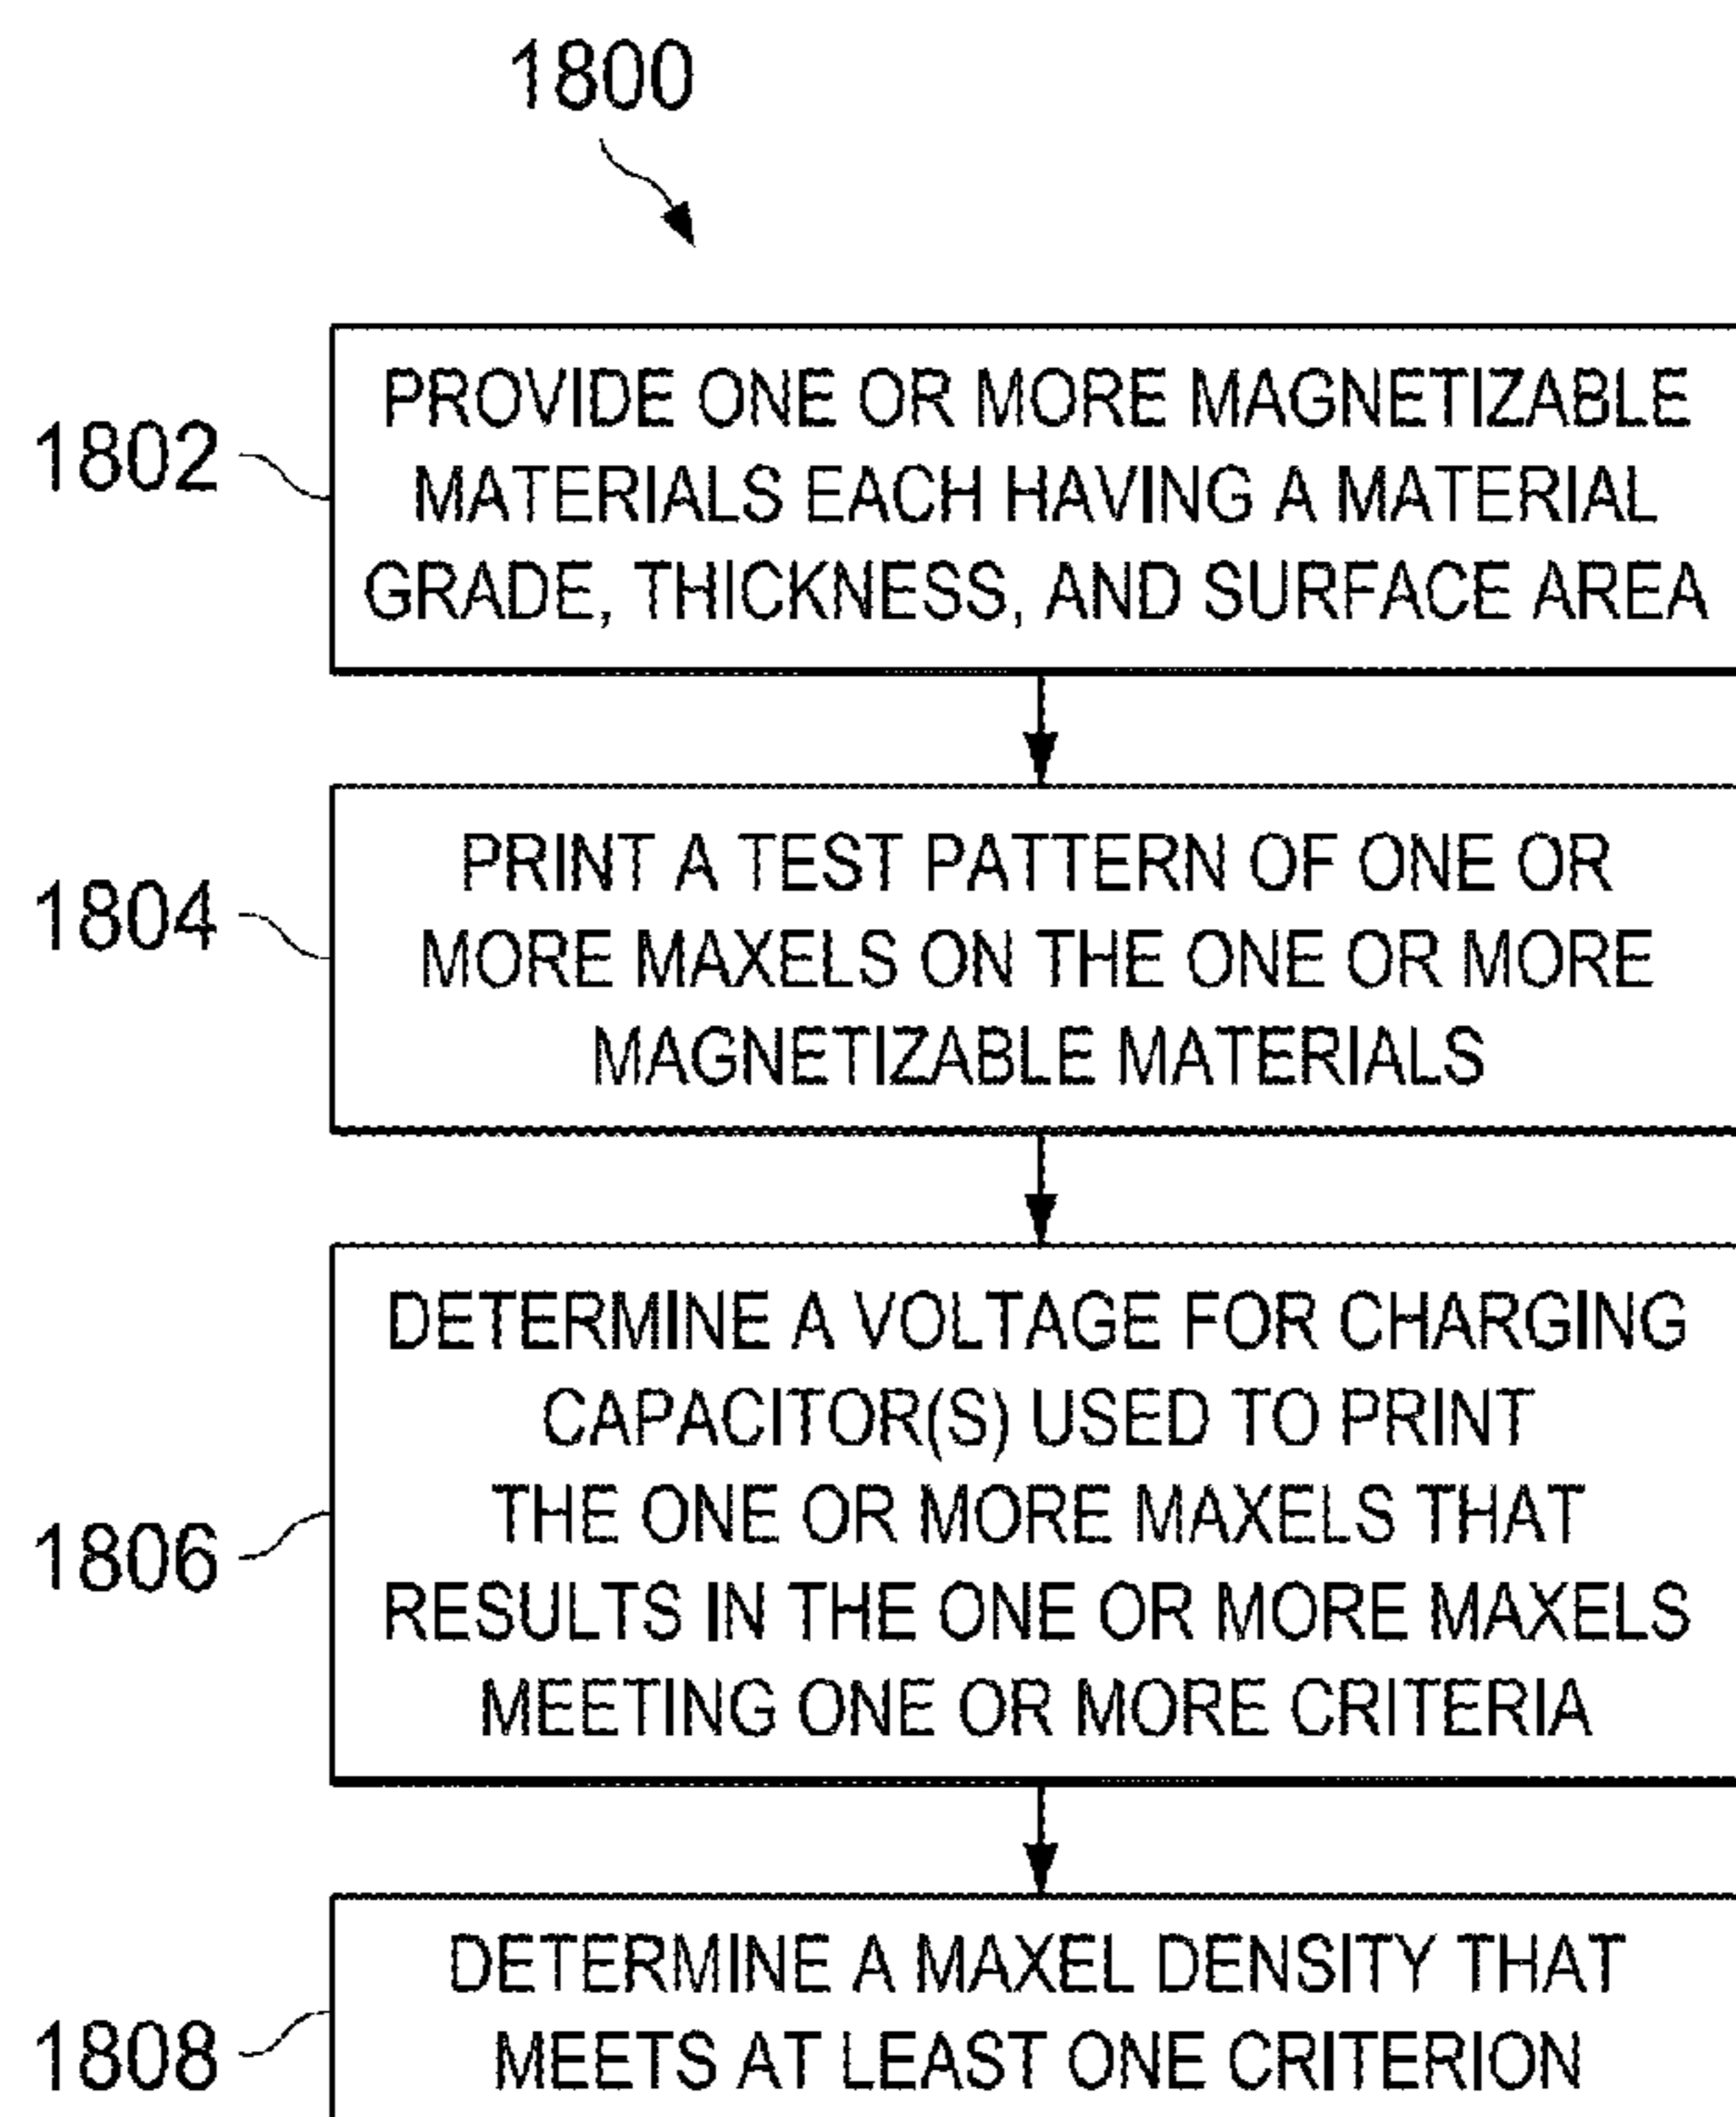 1800
1802
PROVIDE ONE OR MORE MAGNETIZABLE
MATERIALS EACH HAVING A MATERIAL
GRADE, THICKNESS, AND SURFACE AREA
1804
PRINT A TEST PATTERN OF ONE OR
MORE MAXELS ON THE ONE OR MORE
MAGNETIZABLE MATERIALS
1806
DETERMINE A VOLTAGE FOR CHARGING
CAPACITOR(S) USED TO PRINT
THE ONE OR MORE MAXELS THAT
RESULTS IN THE ONE OR MORE MAXELS
MEETING ONE OR MORE CRITERIA
1808
DETERMINE A MAXEL DENSITY THAT
MEETS AT LEAST ONE CRITERION